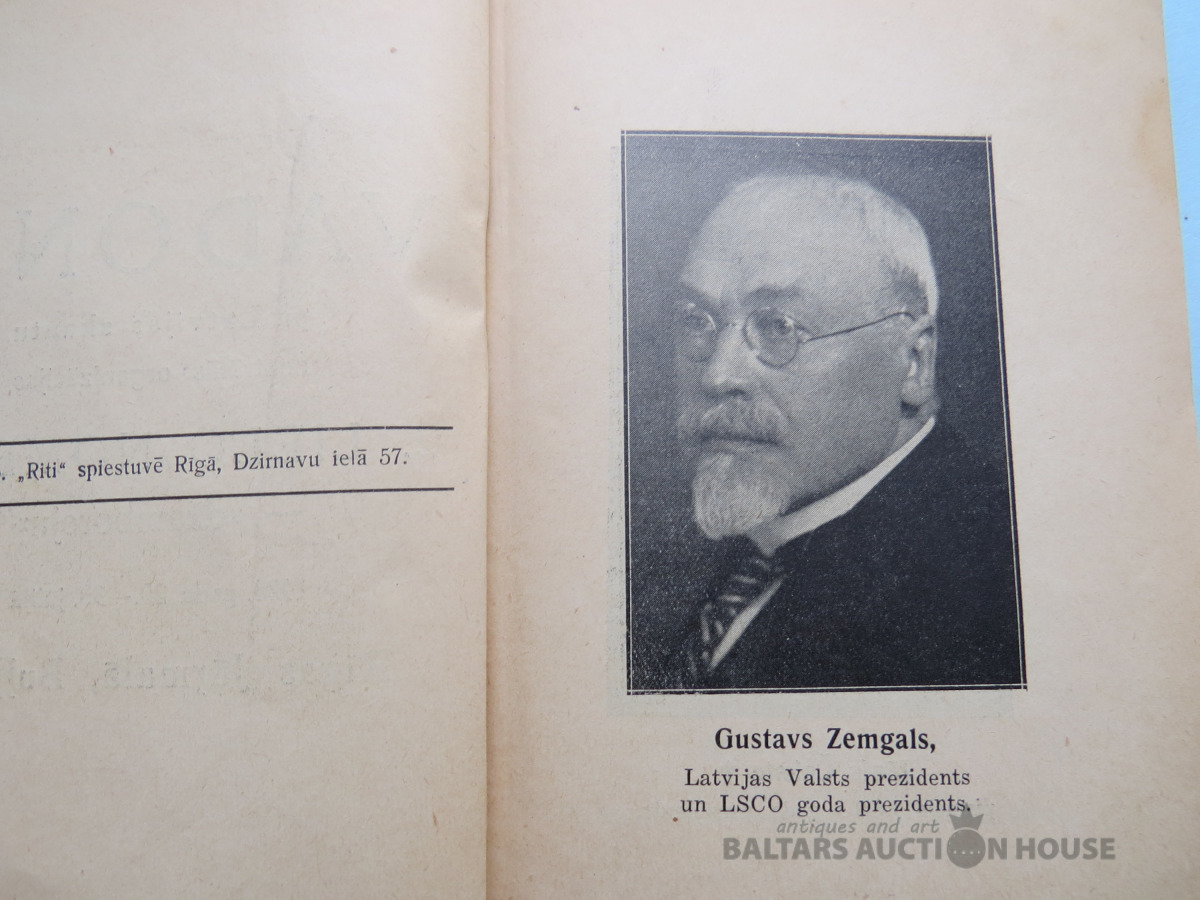 „Riti“ spiestuvē Rīgā, Dzirnavu ielā 57.
Gustavs Zemgals,
Latvijas Valsts prezidents
un LSCO goda prezidents.
antiques and art
BALTARS AUCTION HOUSE